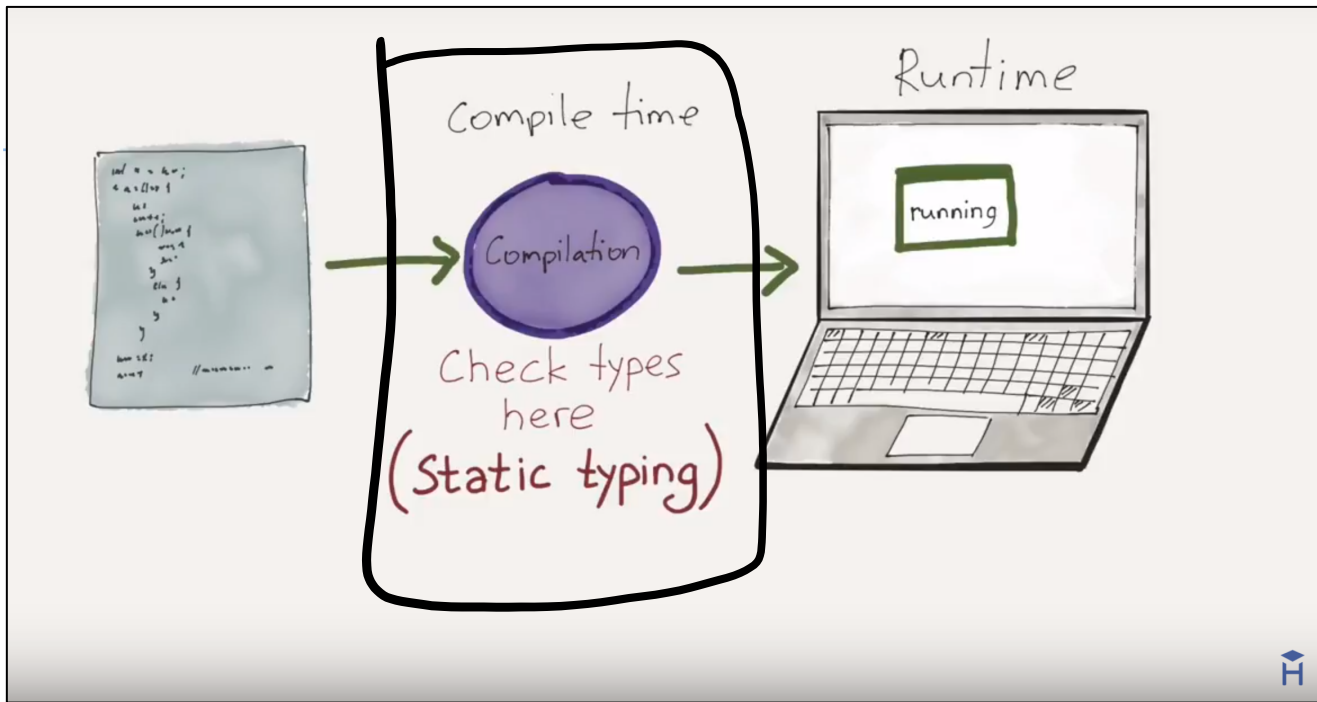 Compile time
Compilation
Check types
here
(Static typing)
Runtime
running
H